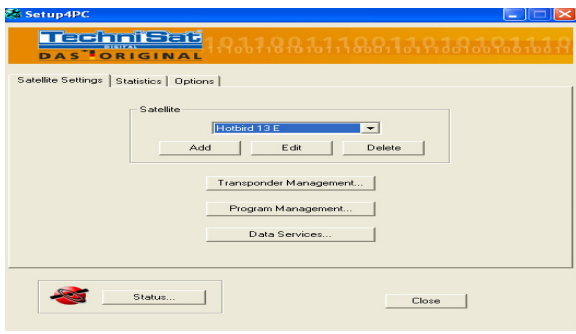 Setup4PC
TechniSat
DIGITAL
DAS ORIGINAL
Satellite Settings
Statistics
Options
Satellite
Hotbird 13 E
Add
Edit
Delete
Transponder Management...
Program Management...
Data Services...
Status...
Close